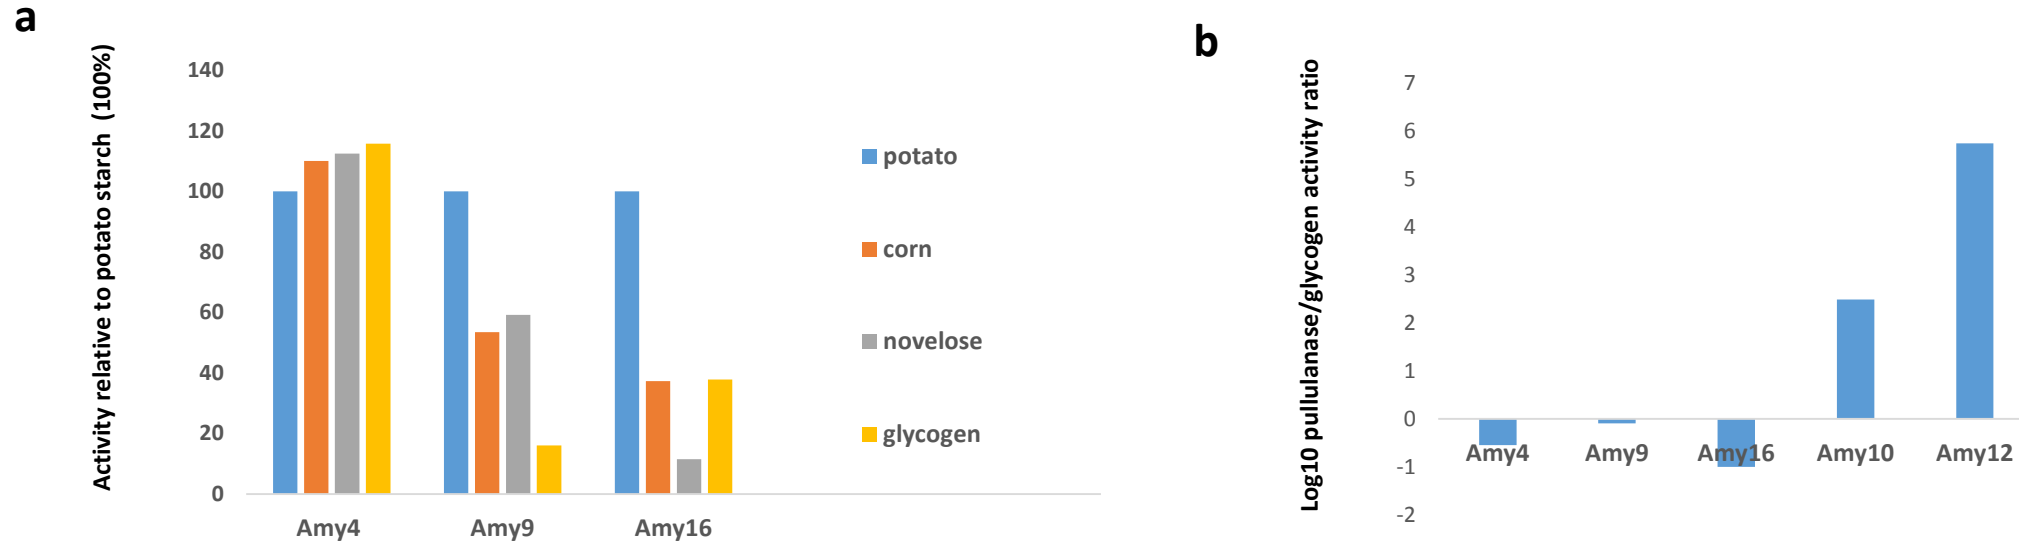 a
Activity relative to potato starch (100%)
140
120
100
80
60
40
20
0
Amy4 Amy9 Amy16
potato
corn
novelose
glycogen
b
Log10 pullulanase/glycogen activity ratio
7
6
5
4
3
2
1
0
-1
-2
Amy4 Amy9 Amy16 Amy10 Amy12